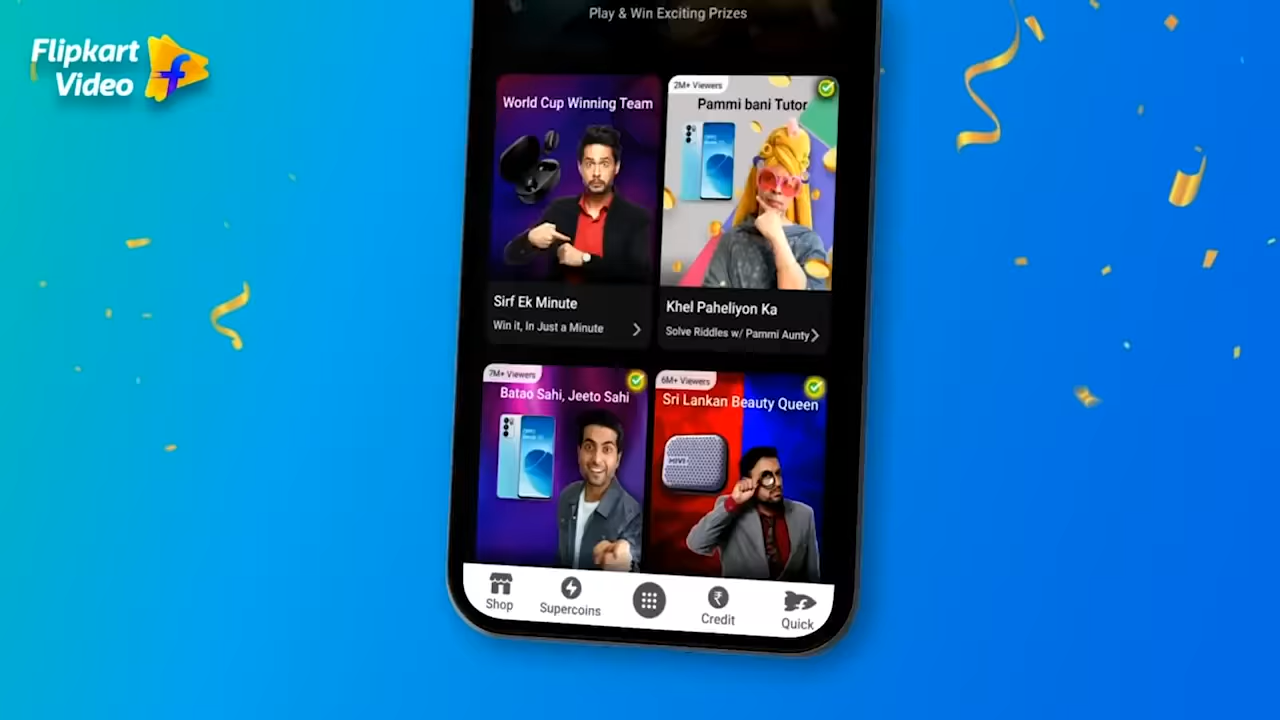 Flipkart
Video
Play & Win Exciting Prizes
World Cup Winning Team
2M+ Viewers
Pammi bani Tutor
Sirf Ek Minute
Win it, In Just a Minute
Khel Paheliyon Ka
Solve Riddles w/ Pammi Aunty
7M+ Viewers
Batao Sahi, Jeeto Sahi
6M+ Viewers
Sri Lankan Beauty Queen
MIVI
Shop
Supercoins
Credit
Quick